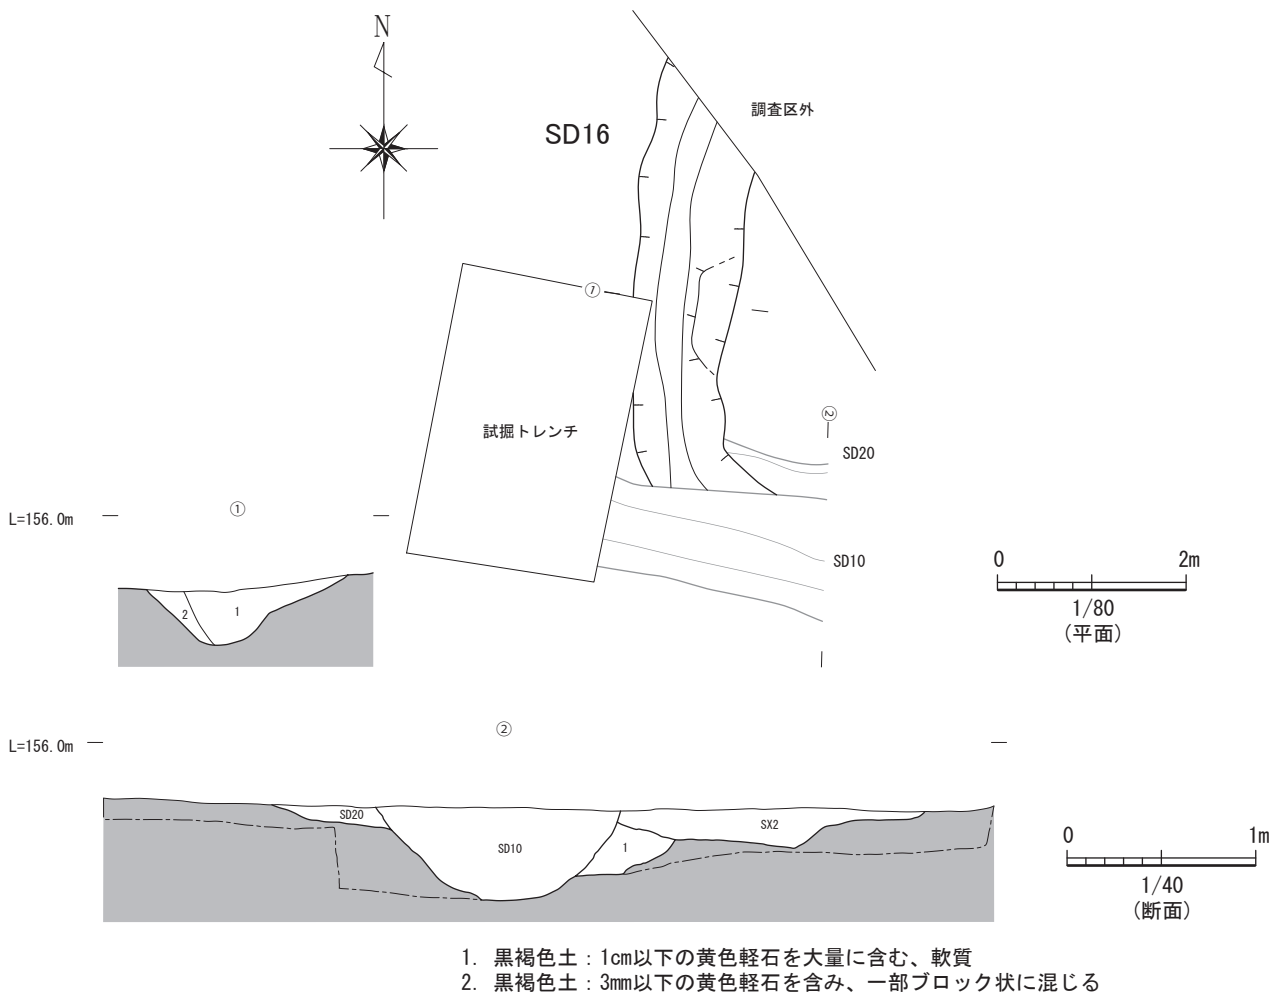 N
SD16
調査区外
①
試掘トレンチ
②
SD20
SD10
L=156.0m
①
2
1
0 2m
1/80
(平面)
②
L=156.0m
SD20
SD10
1
SX2
0 1m
1/40
(断面)
1. 黒褐色土：1cm以下の黄色軽石を大量に含む、軟質
2. 黒褐色土：3mm以下の黄色軽石を含み、一部ブロック状に混じる